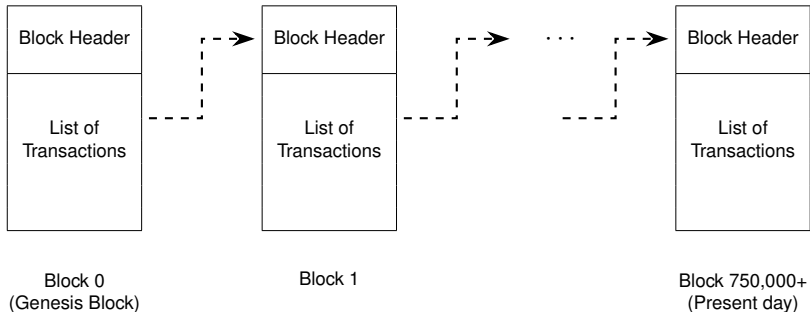 Block Header
List of
Transactions
Block 0
(Genesis Block)
Block Header
List of
Transactions
Block 1
. . .
Block Header
List of
Transactions
Block 750,000+
(Present day)